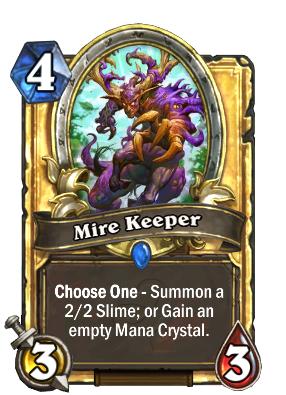 4
Mire Keeper
Choose One - Summon a
2/2 Slime; or Gain an
empty Mana Crystal.
3
3